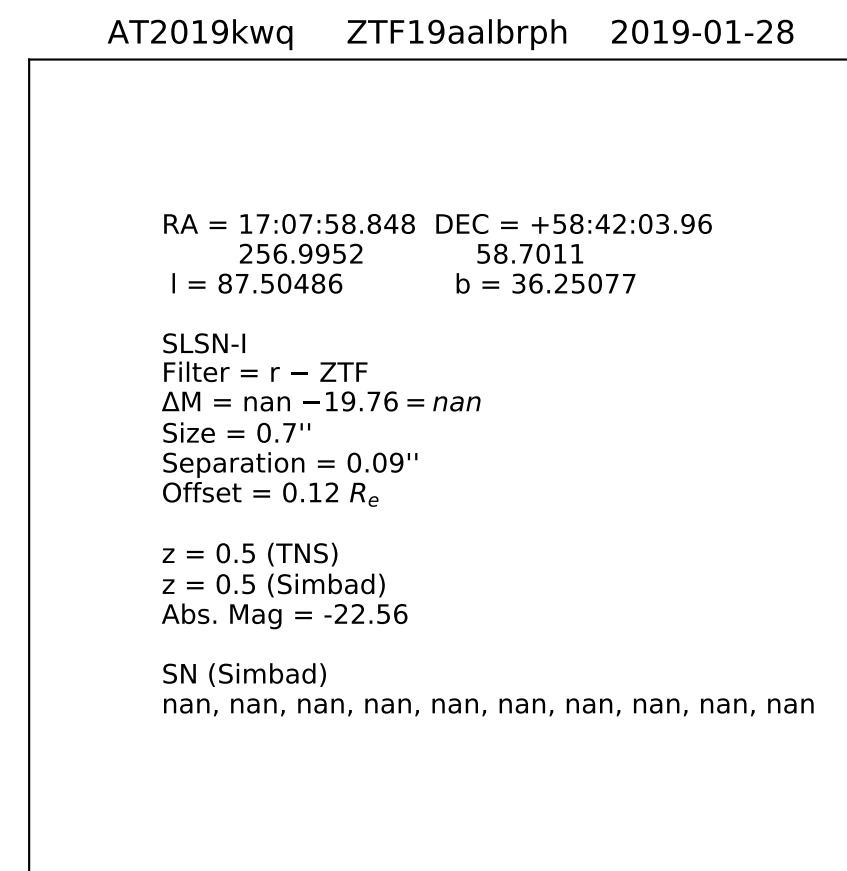 AT2019kwq ZTF19aalbrph 2019-01-28
RA = 17:07:58.848 DEC = +58:42:03.96
256.9952 58.7011
l = 87.50486 b = 36.25077
SLSN-I
Filter = r − ZTF
ΔM = nan −19.76 = nan
Size = 0.7''
Separation = 0.09''
Offset = 0.12 Re
z = 0.5 (TNS)
z = 0.5 (Simbad)
Abs. Mag = -22.56
SN (Simbad)
nan, nan, nan, nan, nan, nan, nan, nan, nan, nan